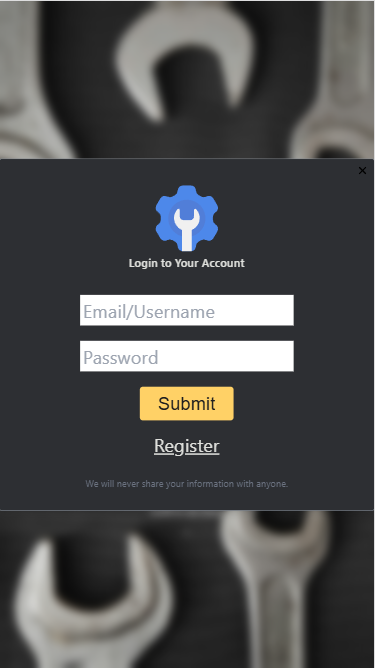 ×
Login to Your Account
Email/Username
Password
Submit
Register
We will never share your information with anyone.